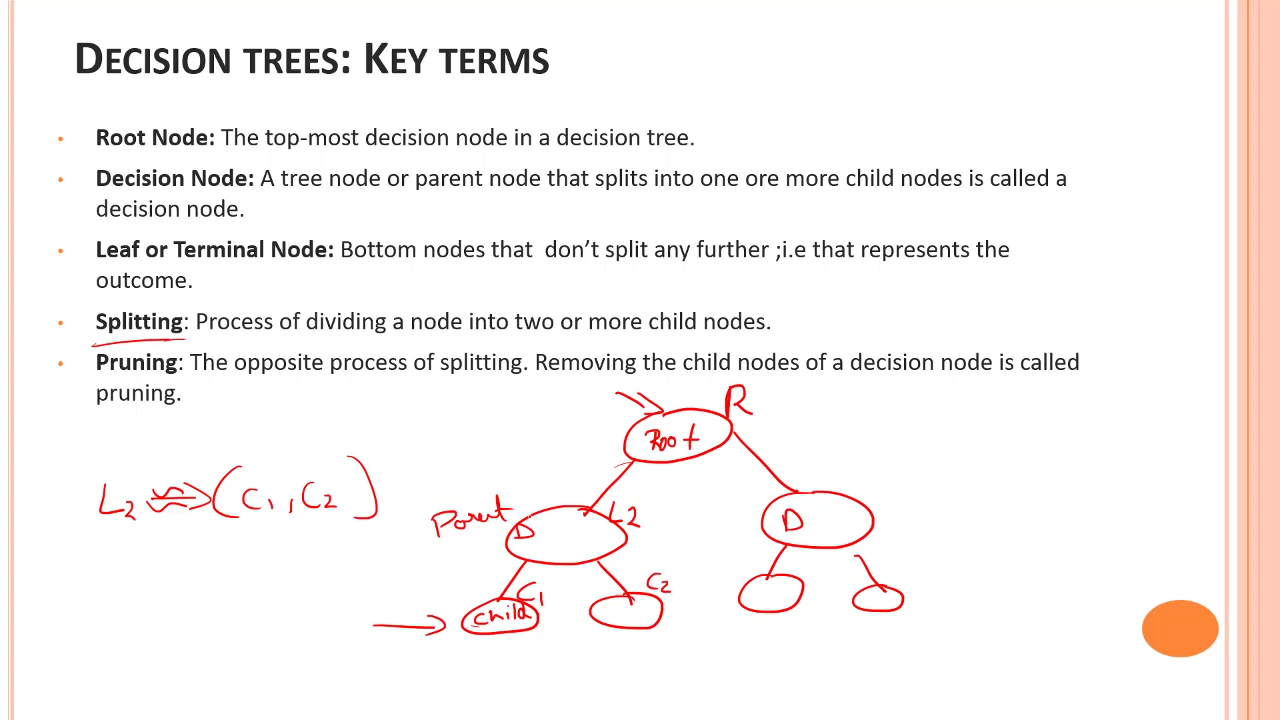 DECISION TREES: KEY TERMS
• Root Node: The top-most decision node in a decision tree.
• Decision Node: A tree node or parent node that splits into one ore more child nodes is called a
decision node.
• Leaf or Terminal Node: Bottom nodes that don't split any further ;i.e that represents the
outcome.
• Splitting: Process of dividing a node into two or more child nodes.
• Pruning: The opposite process of splitting. Removing the child nodes of a decision node is called
pruning.
R
Root
L2 ⇒ (C1, C2)
Parent
D
L2
D
C1
C2
child